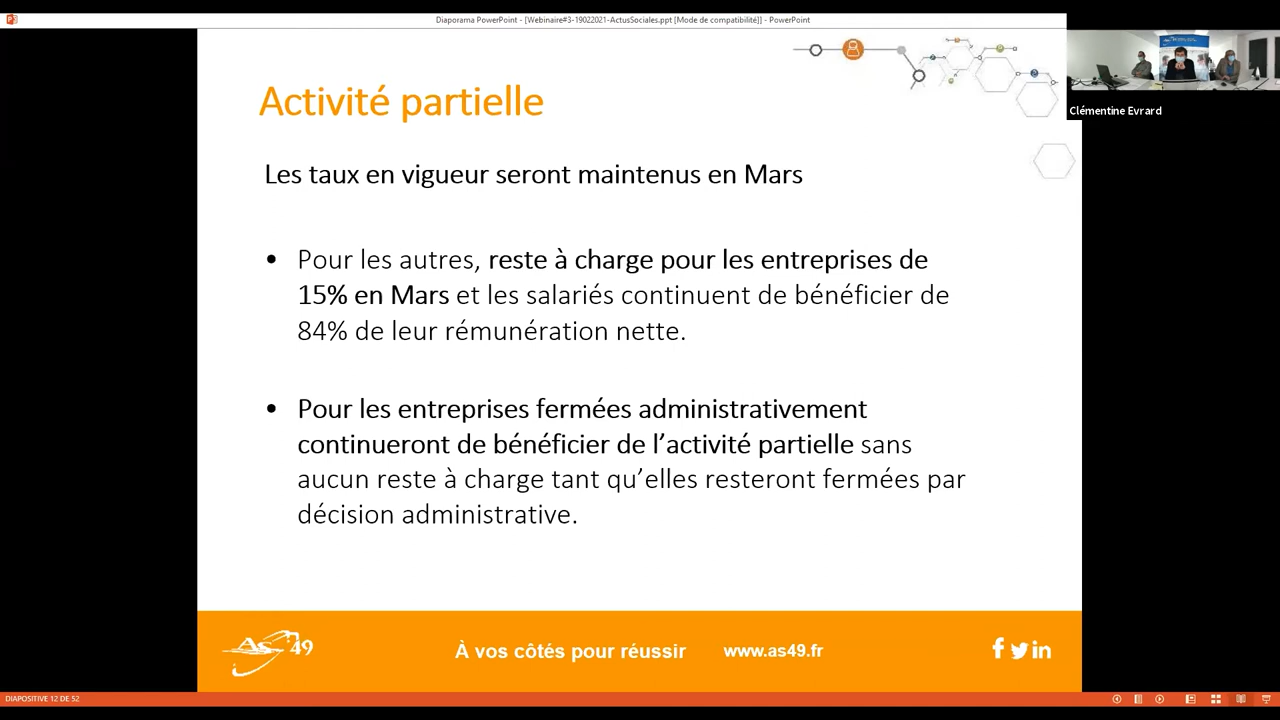 Diaporama PowerPoint - [Webinaire#3-19022021-ActusSociales.ppt [Mode de compatibilité]] - PowerPoint
Clémentine Evrard
Activité partielle
Les taux en vigueur seront maintenus en Mars
• Pour les autres, reste à charge pour les entreprises de
15% en Mars et les salariés continuent de bénéficier de
84% de leur rémunération nette.
• Pour les entreprises fermées administrativement
continueront de bénéficier de l’activité partielle sans
aucun reste à charge tant qu’elles resteront fermées par
décision administrative.
As 49
À vos côtés pour réussir
www.as49.fr
DIAPOSITIVE 12 DE 52